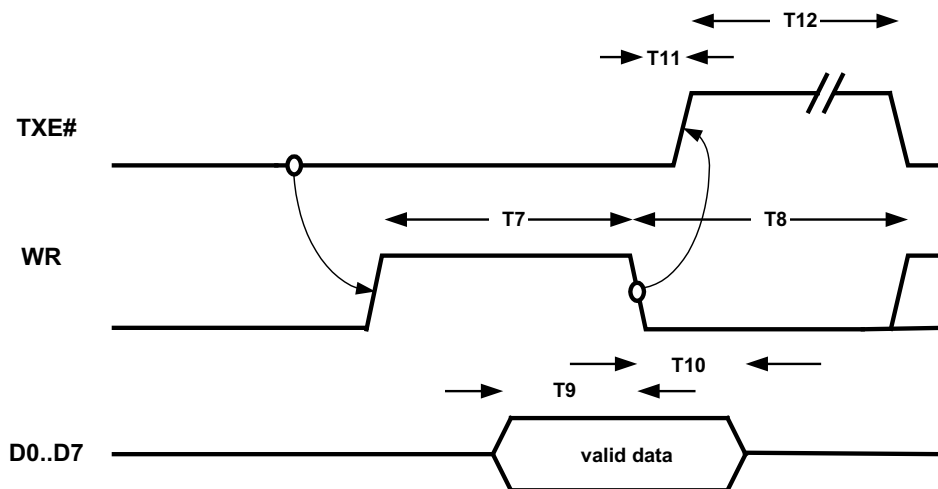 T12
T11
TXE#
T7
T8
WR
T10
T9
D0..D7
valid data